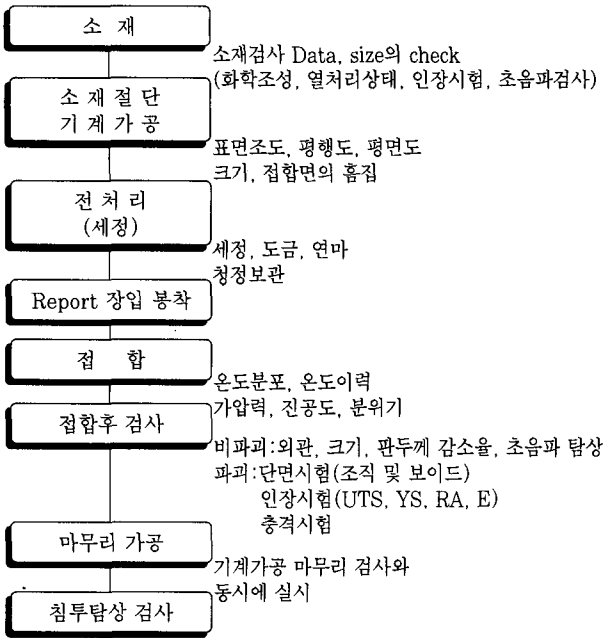 소 재
소재검사 Data, size의 check
(화학조성, 열처리상태, 인장시험, 초음파검사)
소 재 절 단
기 계 가 공
표면조도, 평행도, 평면도
크기, 접합면의 흠집
전 처 리
(세정)
세정, 도금, 연마
청정보관
Report 장입 봉착
접 합
온도분포, 온도이력
가압력, 진공도, 분위기
접합후 검사
비파괴:외관, 크기, 판두께 감소율, 초음파 탐상
파괴:단면시험(조직 및 보이드)
인장시험(UTS, YS, RA, E)
충격시험
마무리 가공
기계가공 마무리 검사와
동시에 실시
침투탐상 검사